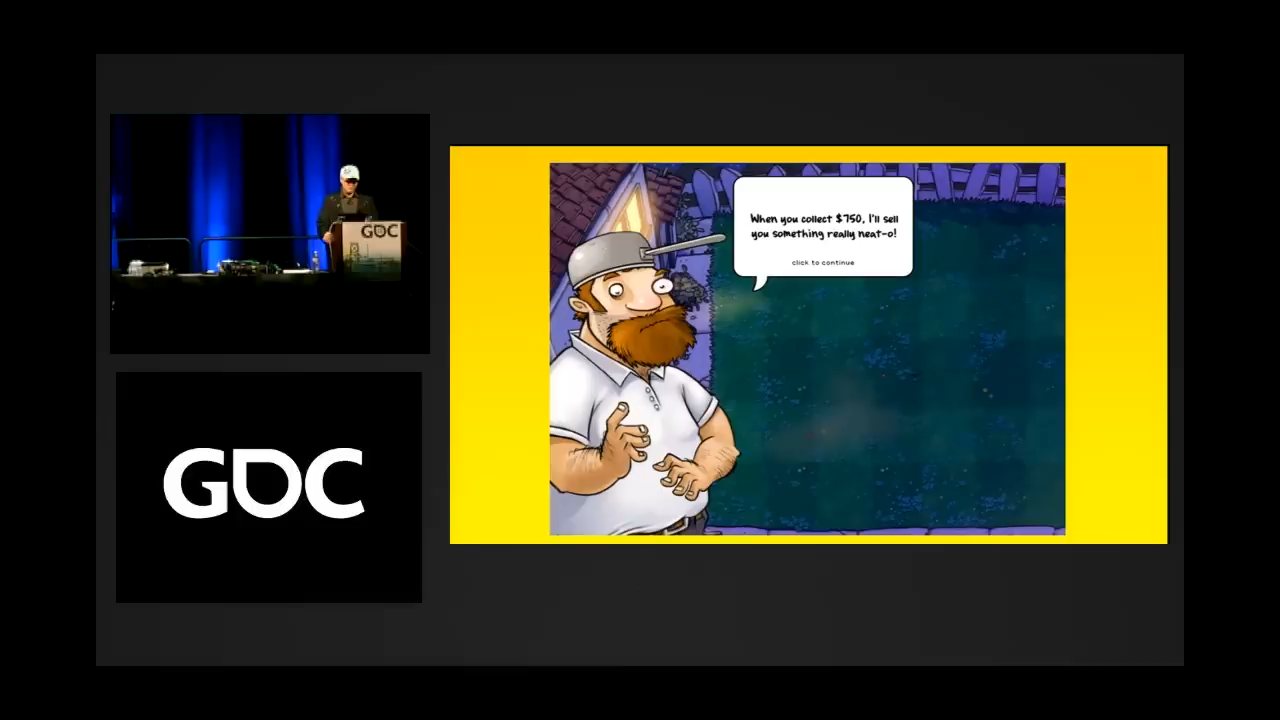 GDC
When you collect $750, I'll sell
you something really neat-o!
click to continue
GDC